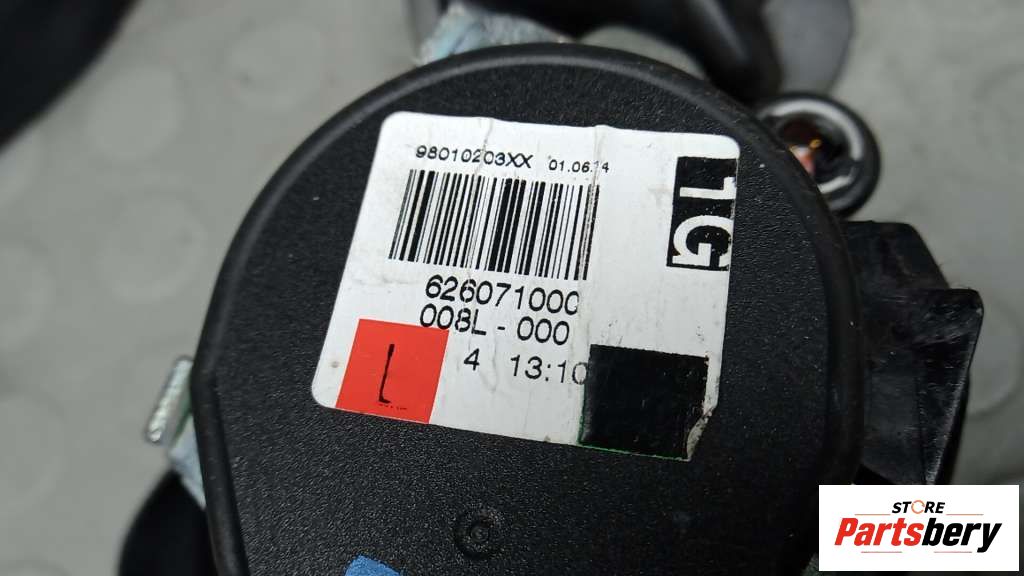 98010203XX 01.06.14
1G
626071000
008L - 000
L
4 13:10
STORE
Partsbery